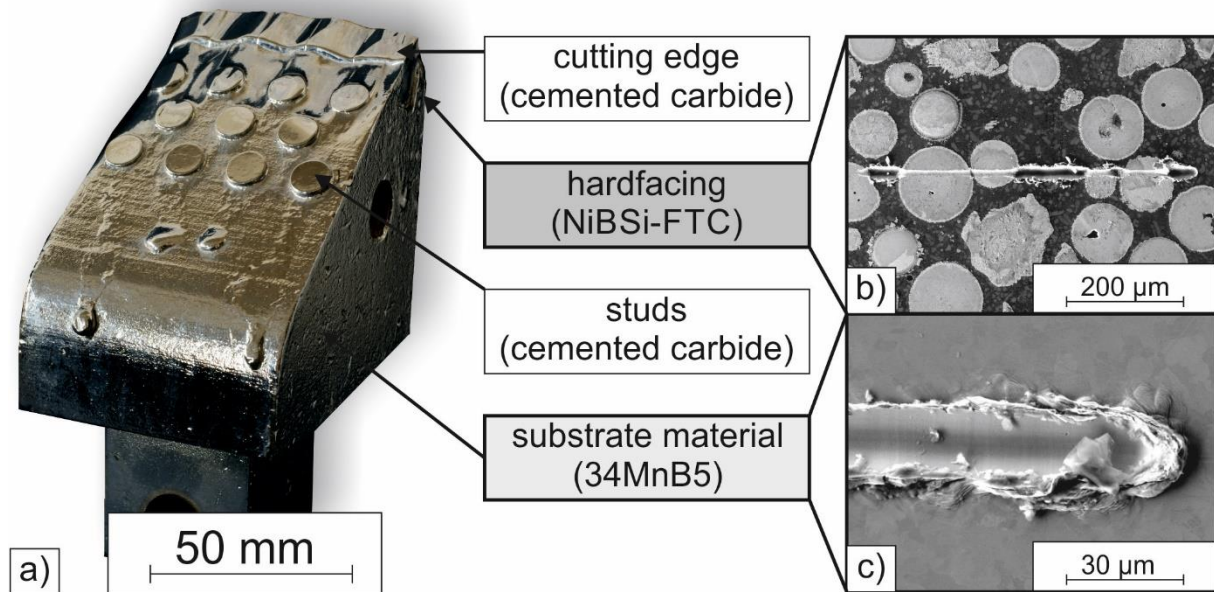 cutting edge
(cemented carbide)
hardfacing
(NiBSi-FTC)
studs
(cemented carbide)
substrate material
(34MnB5)
50 mm
a)
200 µm
b)
30 µm
c)